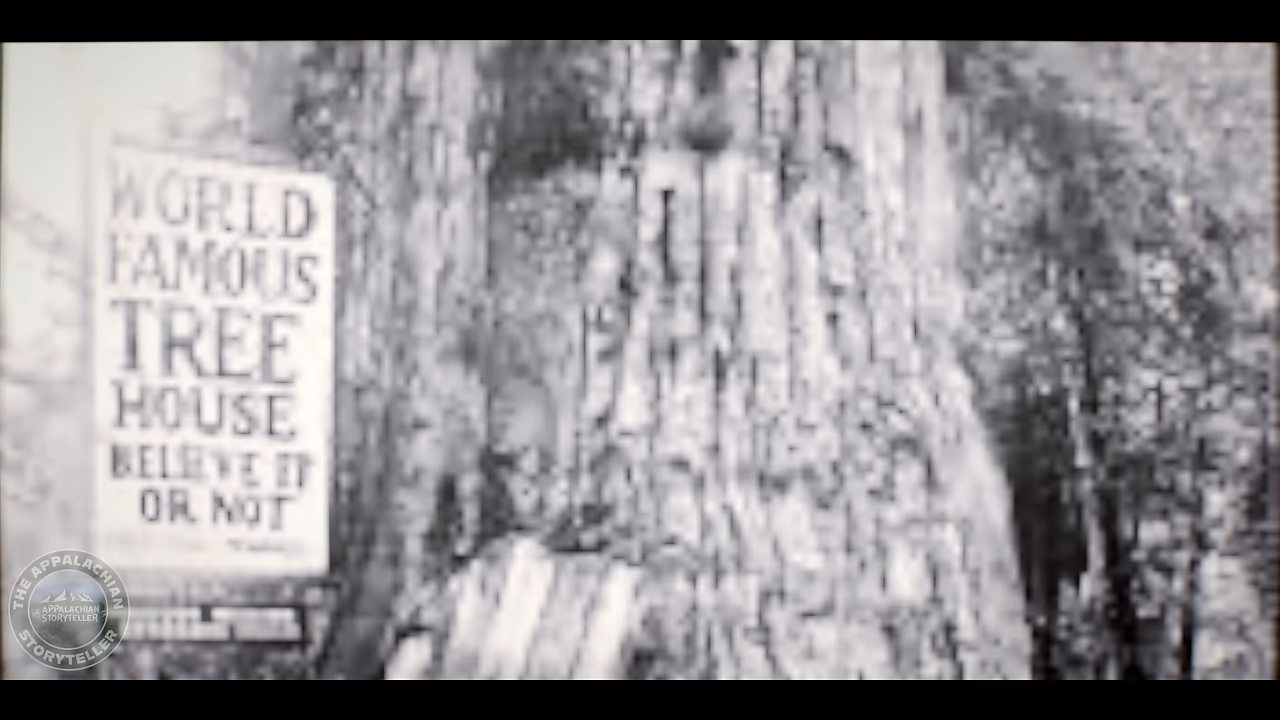 WORLD
FAMOUS
TREE
HOUSE
BELIEVE IT
OR NOT
THE APPALACHIAN
APPALACHIAN
STORYTELLER
STORYTELLER